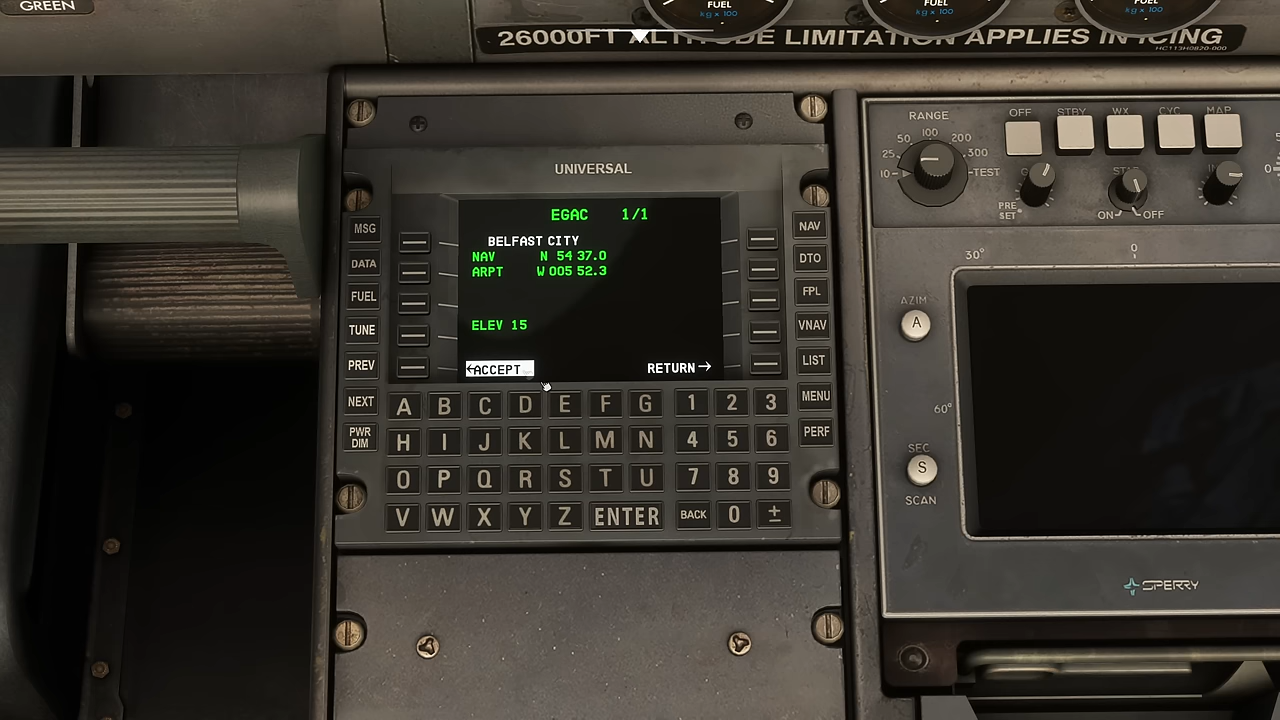 GREEN
FUEL
kg x 100
FUEL
kg x 100
FUEL
kg x 100
26000FT ALTITUDE LIMITATION APPLIES IN ICING
HC113H0820-000
UNIVERSAL
EGAC 1/1
BELFAST CITY
NAV N 54 37.0
ARPT W 005 52.3
ELEV 15
←ACCEPT
RETURN→
MSG
DATA
FUEL
TUNE
PREV
NEXT
PWR
DIM
NAV
DTO
FPL
VNAV
LIST
MENU
PERF
A B C D E F G 1 2 3
H I J K L M N 4 5 6
O P Q R S T U 7 8 9
V W X Y Z ENTER BACK 0 ±
RANGE
10 25 50 100 200 300 TEST
OFF STBY WX CYC MAP
PRE
SET
ON OFF
30° 0
AZIM
A
60°
SEC
S
SCAN
SPERRY